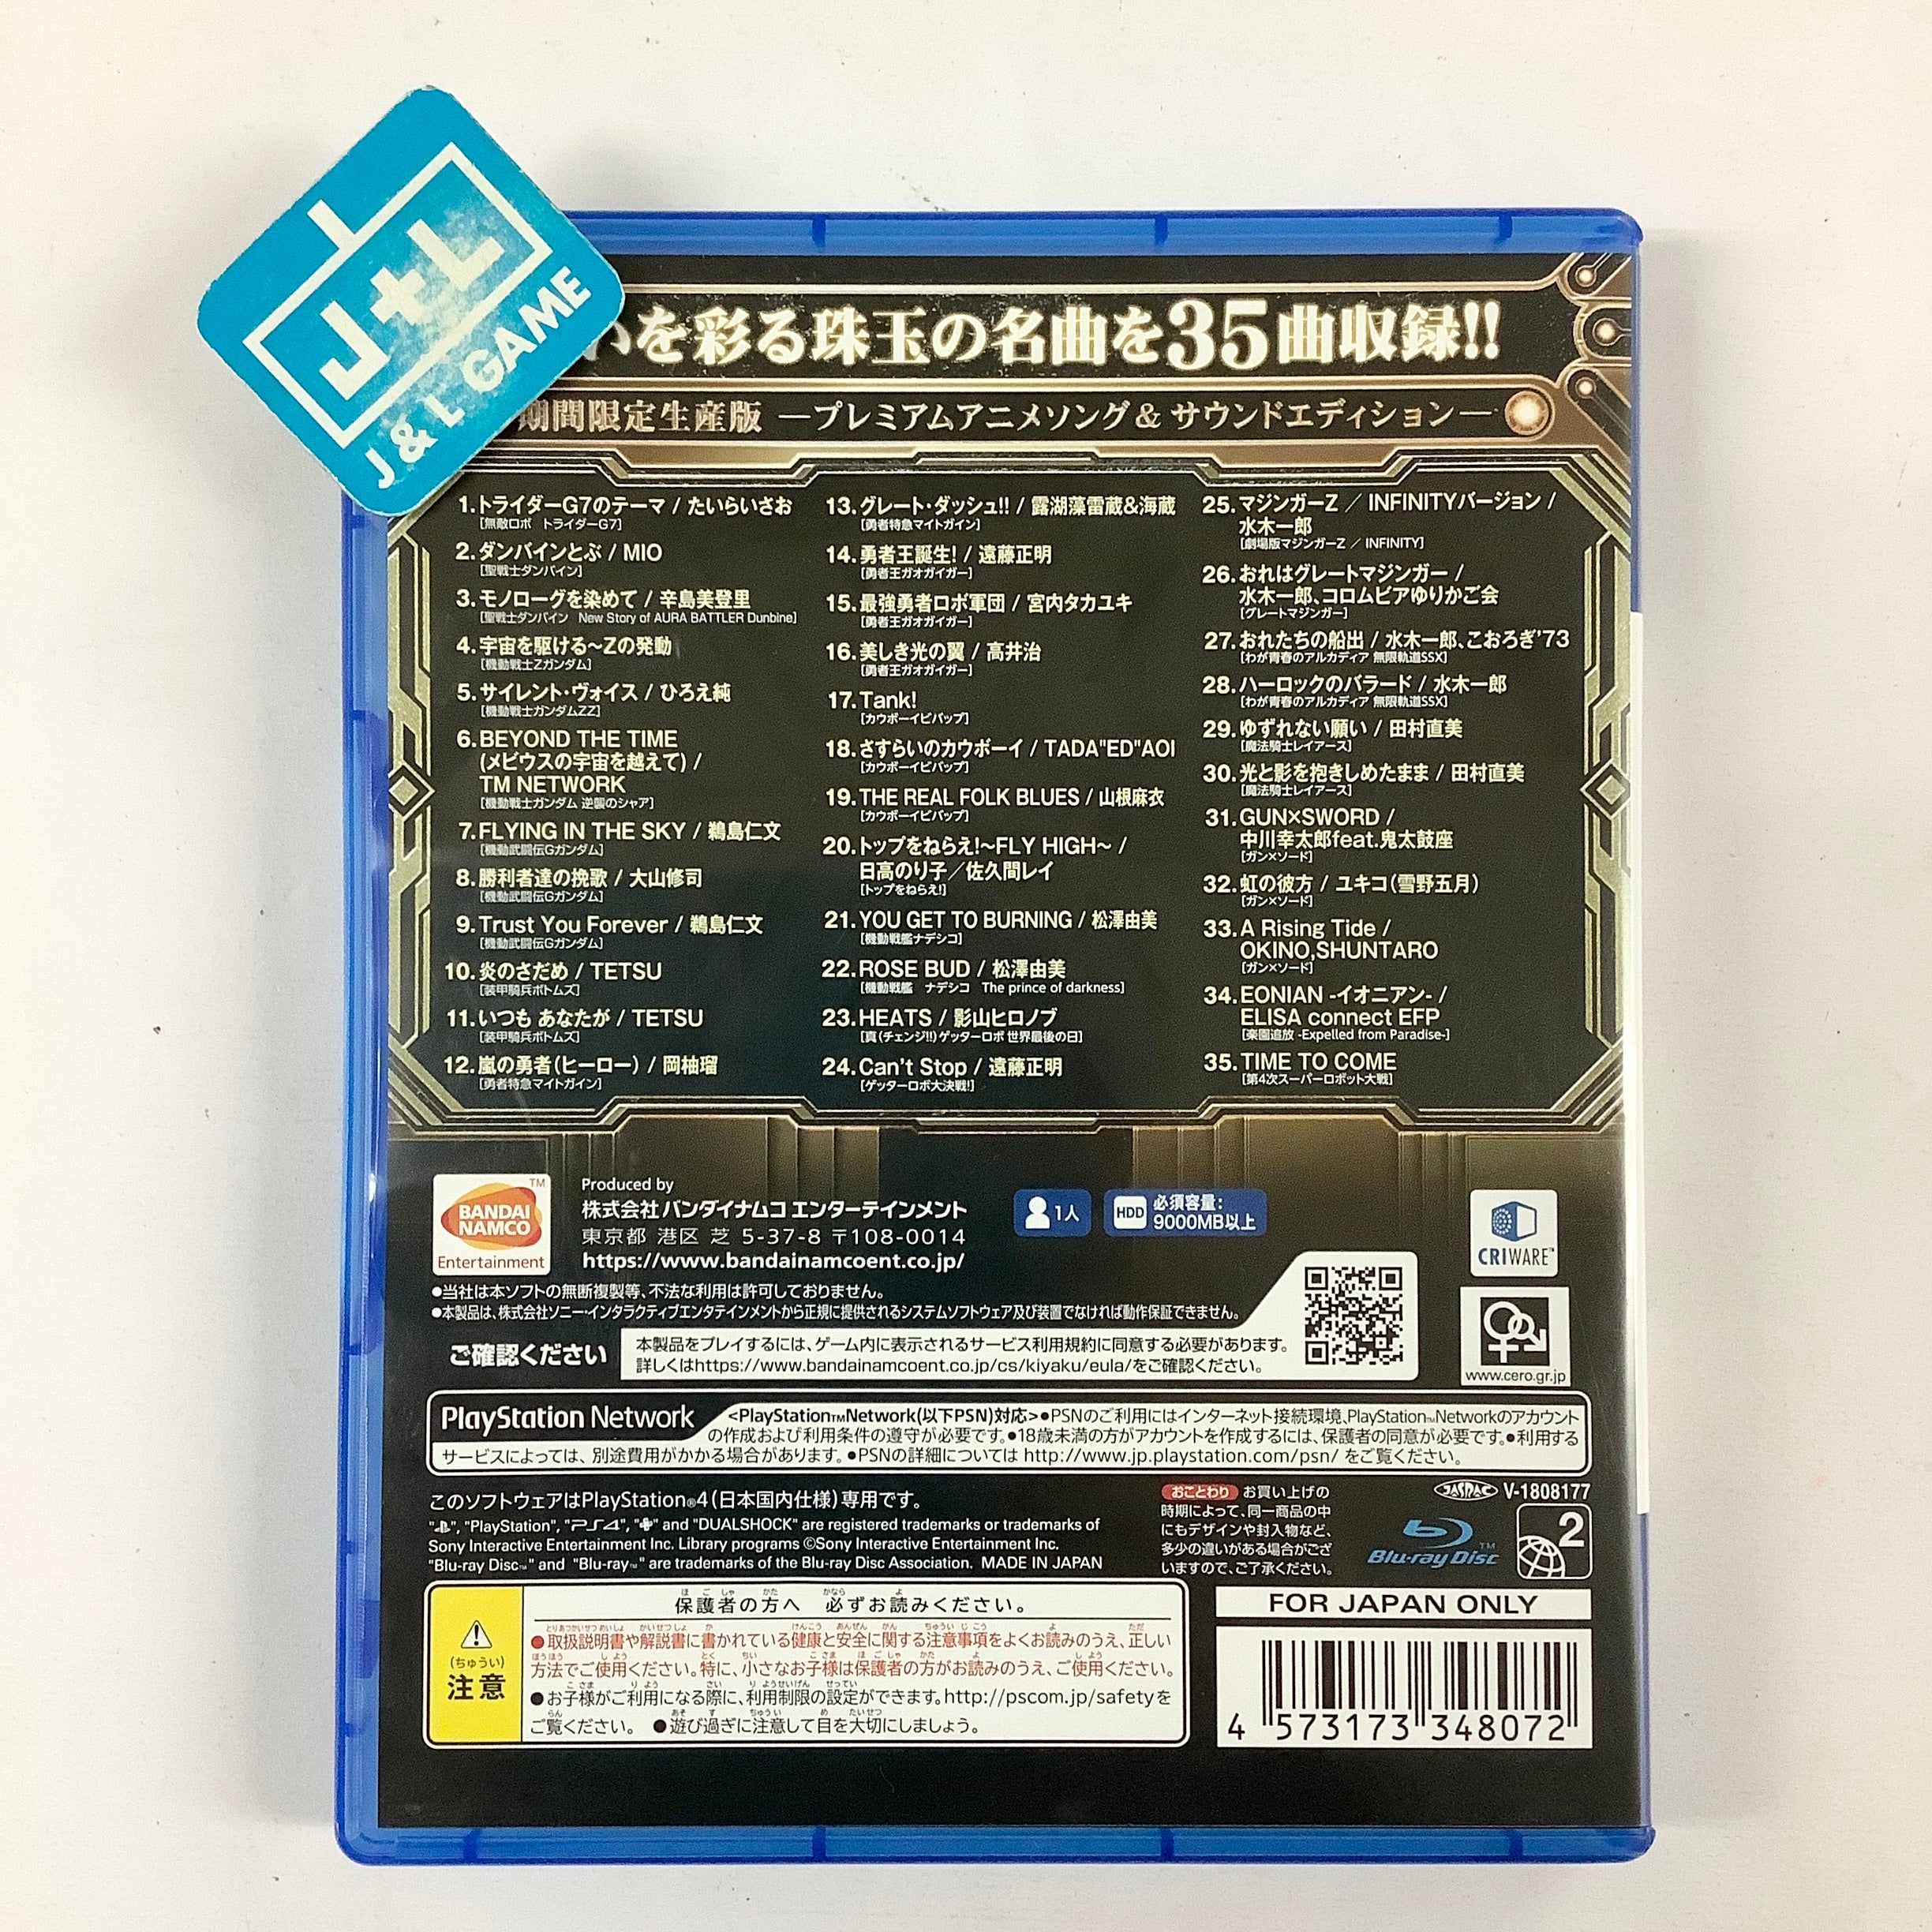 J+L
J & L GAME
いを彩る珠玉の名曲を35曲収録!!
期間限定生産版 ―プレミアムアニメソング& サウンドエディション―
1.トライダーG7のテーマ / たいらいさお
[無敵ロボ トライダーG7]
2.ダンバインとぶ / MIO
[聖戦士ダンバイン]
3.モノローグを染めて / 辛島美登里
[聖戦士ダンバイン New Story of AURA BATTLER Dunbine]
4.宇宙を駆ける～Zの発動
[機動戦士Zガンダム]
5.サイレント・ヴォイス / ひろえ純
[機動戦士ガンダムZZ]
6.BEYOND THE TIME
(メビウスの宇宙を越えて) /
TM NETWORK
[機動戦士ガンダム 逆襲のシャア]
7.FLYING IN THE SKY / 鵜島仁文
[機動武闘伝Gガンダム]
8.勝利者達の挽歌 / 大山修司
[機動武闘伝Gガンダム]
9.Trust You Forever / 鵜島仁文
[機動武闘伝Gガンダム]
10.炎のさだめ / TETSU
[装甲騎兵ボトムズ]
11.いつも あなたが / TETSU
[装甲騎兵ボトムズ]
12.嵐の勇者(ヒーロー) / 岡柚瑠
[勇者特急マイトガイン]
13.グレート・ダッシュ!! / 露湖藻雷蔵&海蔵
[勇者特急マイトガイン]
14.勇者王誕生! / 遠藤正明
[勇者王ガオガイガー]
15.最強勇者ロボ軍団 / 宮内タカユキ
[勇者王ガオガイガー]
16.美しき光の翼 / 高井治
[勇者王ガオガイガー]
17.Tank!
[カウボーイビバップ]
18.さすらいのカウボーイ / TADA"ED"AOI
[カウボーイビバップ]
19.THE REAL FOLK BLUES / 山根麻衣
[カウボーイビバップ]
20.トップをねらえ!～FLY HIGH～ /
日高のり子／佐久間レイ
[トップをねらえ!]
21.YOU GET TO BURNING / 松澤由美
[機動戦艦ナデシコ]
22.ROSE BUD / 松澤由美
[機動戦艦 ナデシコ The prince of darkness]
23.HEATS / 影山ヒロノブ
[真(チェンジ!!)ゲッターロボ 世界最後の日]
24.Can't Stop / 遠藤正明
[ゲッターロボ大決戦!]
25.マジンガーZ ／ INFINITYバージョン /
水木一郎
[劇場版マジンガーZ ／ INFINITY]
26.おれはグレートマジンガー /
水木一郎、コロムビアゆりかご会
[グレートマジンガー]
27.おれたちの船出 / 水木一郎、こおろぎ'73
[わが青春のアルカディア 無限軌道SSX]
28.ハーロックのバラード / 水木一郎
[わが青春のアルカディア 無限軌道SSX]
29.ゆずれない願い / 田村直美
[魔法騎士レイアース]
30.光と影を抱きしめたまま / 田村直美
[魔法騎士レイアース]
31.GUN×SWORD /
中川幸太郎feat.鬼太鼓座
[ガン×ソード]
32.虹の彼方 / ユキコ(雪野五月)
[ガン×ソード]
33.A Rising Tide /
OKINO,SHUNTARO
[ガン×ソード]
34.EONIAN -イオニアン- /
ELISA connect EFP
[楽園追放 -Expelled from Paradise-]
35.TIME TO COME
[第4次スーパーロボット大戦]
BANDAI
NAMCO
TM
Entertainment
Produced by
株式会社 バンダイナムコ エンターテインメント
東京都 港区 芝 5-37-8 〒108-0014
https://www.bandainamcoent.co.jp/
1人
HDD 必須容量:
9000MB以上
CRIWARE™
●当社は本ソフトの無断複製等、不法な利用は許可しておりません。
●本製品は、株式会社ソニー・インタラクティブエンタテインメントから正規に提供されるシステムソフトウェア及び装置でなければ動作保証できません。
ご確認ください
本製品をプレイするには、ゲーム内に表示されるサービス利用規約に同意する必要があります。
詳しくはhttps://www.bandainamcoent.co.jp/cs/kiyaku/eula/をご確認ください。
www.cero.gr.jp
PlayStation Network
<PlayStation™Network(以下PSN)対応>●PSNのご利用にはインターネット接続環境、PlayStation™Networkのアカウント
の作成および利用条件の遵守が必要です。●18歳未満の方がアカウントを作成するには、保護者の同意が必要です。●利用する
サービスによっては、別途費用がかかる場合があります。●PSNの詳細については http://www.jp.playstation.com/psn/ をご覧ください。
このソフトウェアはPlayStation®4(日本国内仕様)専用です。
"", "PlayStation", "PS4", "" and "DUALSHOCK" are registered trademarks or trademarks of
Sony Interactive Entertainment Inc. Library programs ©Sony Interactive Entertainment Inc.
"Blu-ray Disc™" and "Blu-ray™" are trademarks of the Blu-ray Disc Association. MADE IN JAPAN
おことわり お買い上げの
時期によって、同一商品の中
にもデザインや封入物など、
多少の違いがある場合がござ
いますので、ご了承ください。
JASRAC V-1808177
Blu-ray Disc™
2
(ちゅうい)
注意
保護者の方へ 必ずお読みください。
●取扱説明書や解説書に書かれている健康と安全に関する注意事項をよくお読みのうえ、正しい
方法でご使用ください。特に、小さなお子様は保護者の方がお読みのうえ、ご使用ください。
●お子様がご利用になる際に、利用制限の設定ができます。http://pscom.jp/safetyを
ご覧ください。 ●遊び過ぎに注意して目を大切にしましょう。
FOR JAPAN ONLY
4 573173 348072